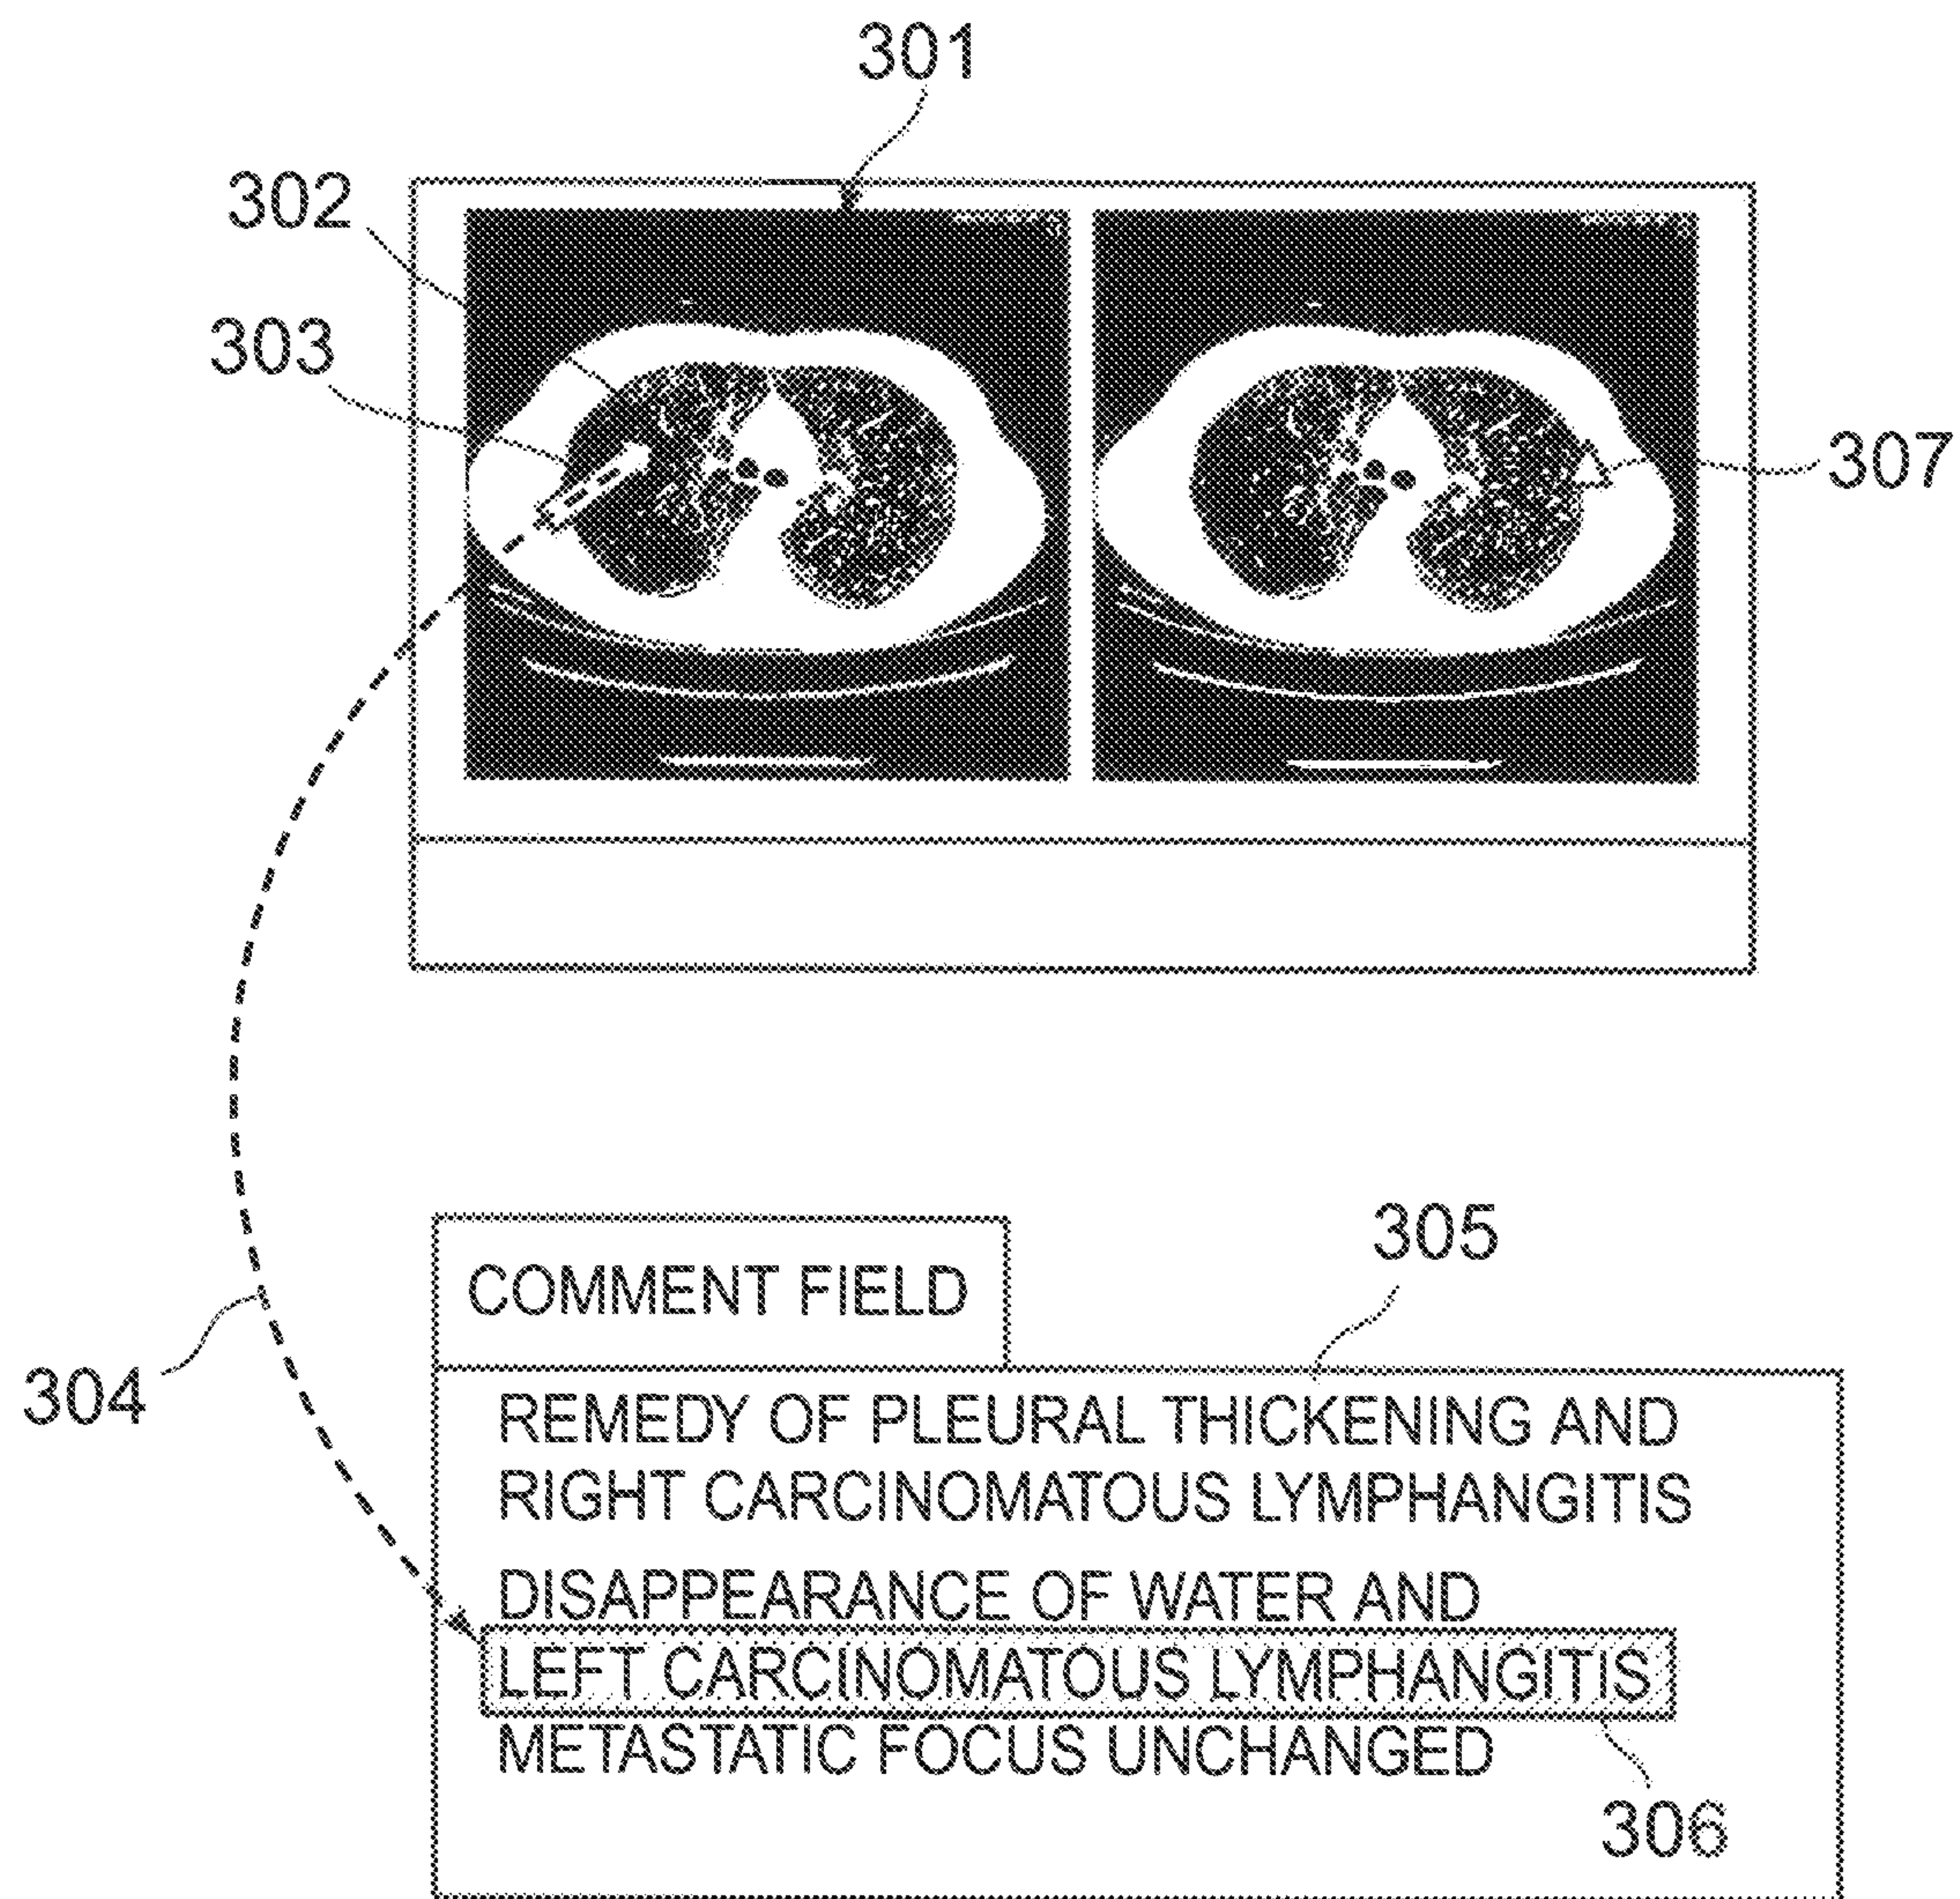 301
302
303
307
304
COMMENT FIELD
305
REMEDY OF PLEURAL THICKENING AND
RIGHT CARCINOMATOUS LYMPHANGITIS
DISAPPEARANCE OF WATER AND
LEFT CARCINOMATOUS LYMPHANGITIS
METASTATIC FOCUS UNCHANGED
306